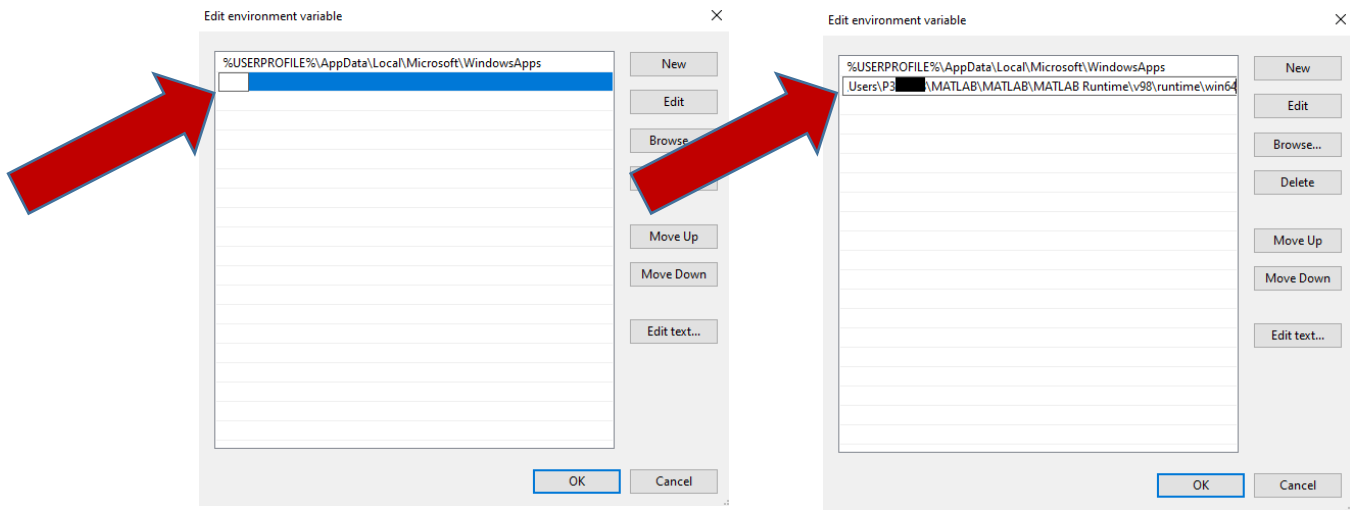 Edit environment variable
%USERPROFILE%\AppData\Local\Microsoft\WindowsApps
New
Edit
Browse...
Move Up
Move Down
Edit text...
OK
Cancel
Edit environment variable
%USERPROFILE%\AppData\Local\Microsoft\WindowsApps
Users\P3 \MATLAB\MATLAB\MATLAB Runtime\v98\runtime\win64
New
Edit
Browse...
Delete
Move Up
Move Down
Edit text...
OK
Cancel